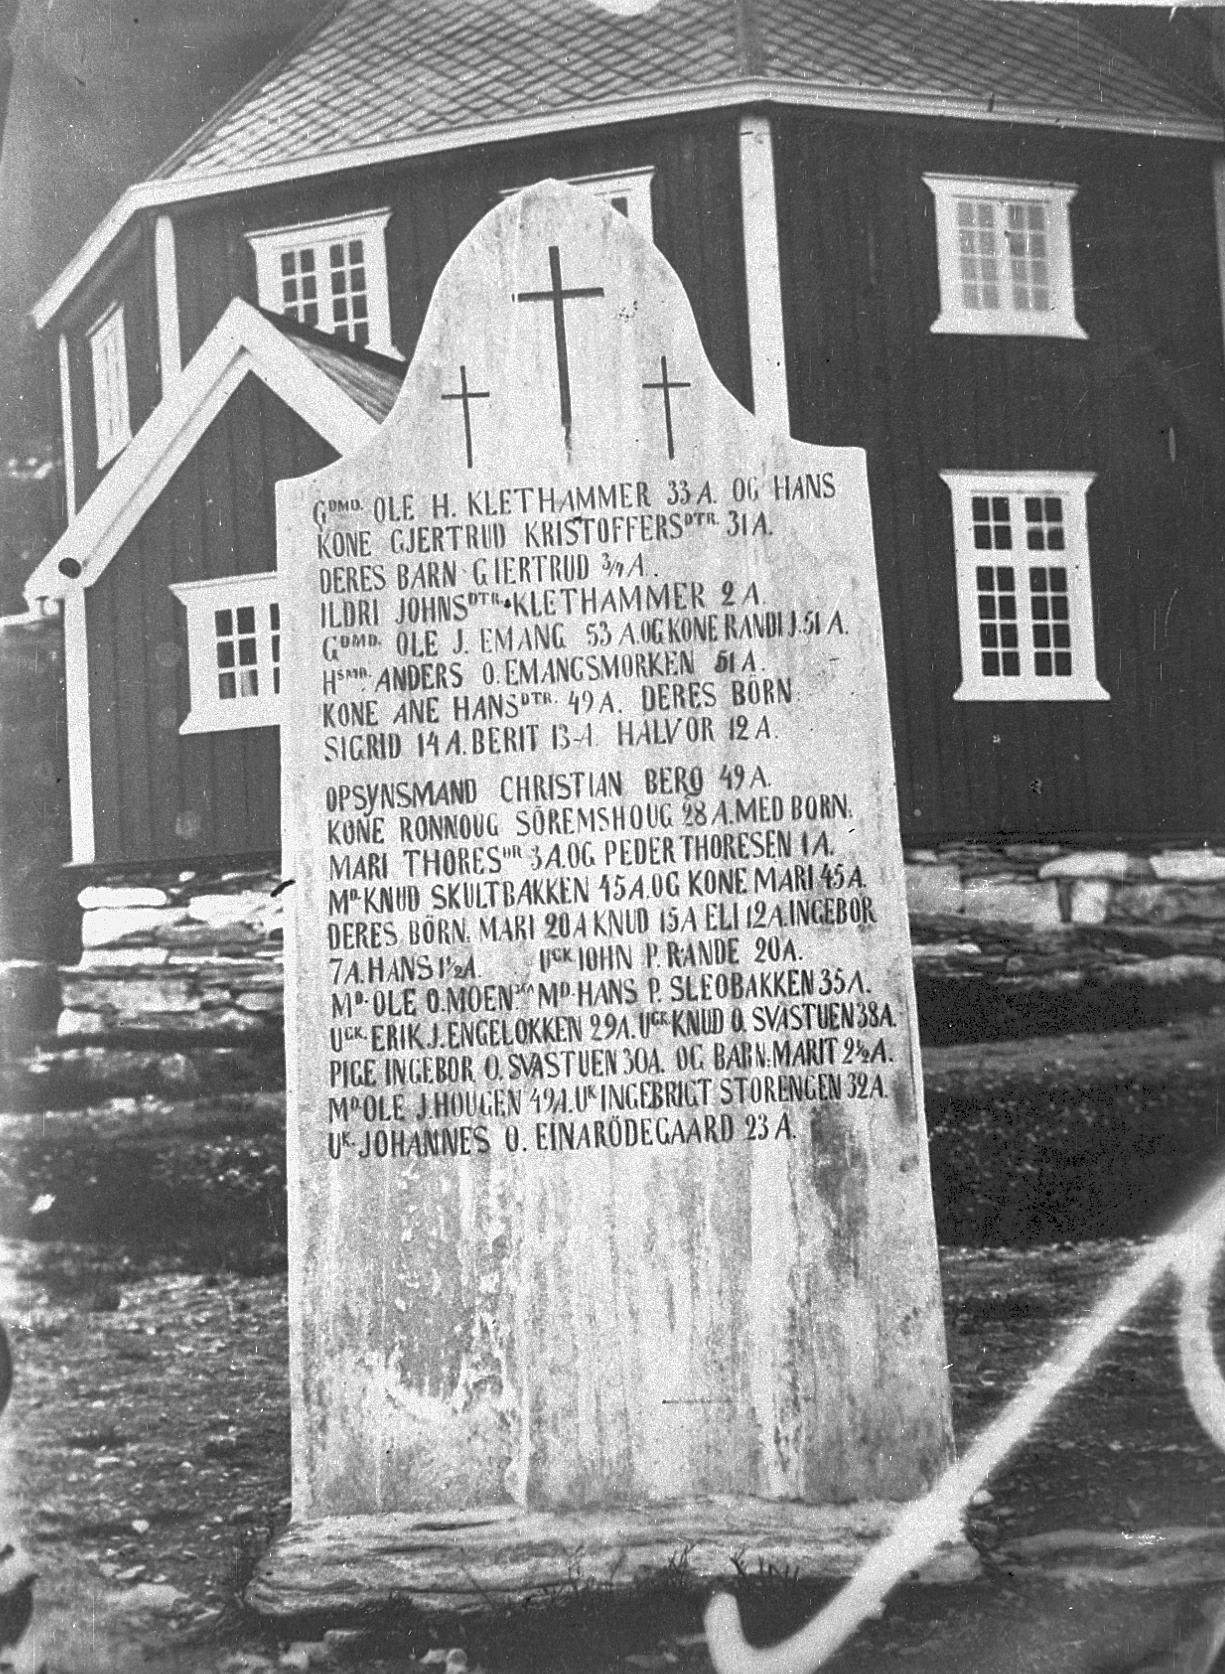 GDMD. OLE H. KLETHAMMER 33 A. OG HANS
KONE GJERTRUD KRISTOFFERSDTR. 31 A.
DERES BARN GIERTRUD 3/4 A.
ILDRI JOHNSDTR. KLETHAMMER 2 A.
GDMD. OLE J. EMANG 53 A. OG KONE RANDI J. 51 A.
HSMD. ANDERS O. EMANGSMORKEN 51 A.
KONE ANE HANSDTR. 49 A. DERES BÖRN:
SIGRID 14 A. BERIT 13 A. HALVOR 12 A.
OPSYNSMAND CHRISTIAN BERG 49 A.
KONE RONNOUG SÖREMSHOUG 28 A. MED BÖRN:
MARI THORESDR 3 A. OG PEDER THORESEN 1 A.
MD. KNUD SKULTBAKKEN 45 A. OG KONE MARI 45 A.
DERES BÖRN: MARI 20 A KNUD 15 A ELI 12 A. INGEBOR
7 A. HANS 1½ A. UGK. IOHN P. RANDE 20 A.
MD. OLE O. MOEN MD. HANS P. SLEOBAKKEN 35 A.
UGK. ERIK J. ENGELOKKEN 29 A. UGK. KNUD O. SVASTUEN 38 A.
PIGE INGEBOR O. SVASTUEN 30 A. OG BARN: MARIT 2½ A.
MD. OLE J. HOUGEN 49 A. UK. INGEBRIGT STORENGEN 32 A.
UK. JOHANNES O. EINARÖDEGAARD 23 A.